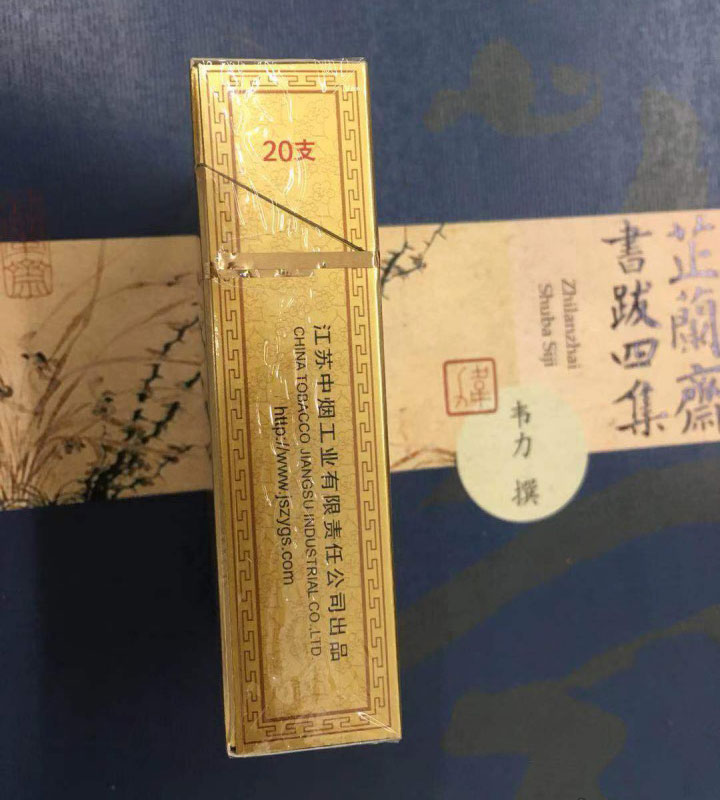 20支
江苏中烟工业有限责任公司出品
CHINA TOBACCO JIANGSU INDUSTRIAL CO.,LTD
http://www.jszygs.com
芷蘭齋
書跋四集
Zhilanzhai
Shuba Siji
韦力 撰